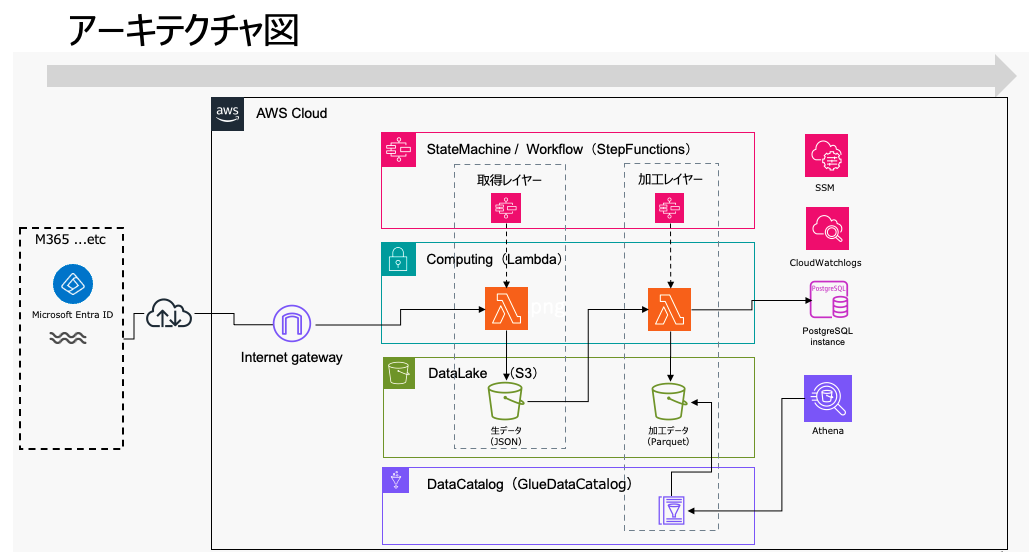 アーキテクチャ図
aws
AWS Cloud
StateMachine / Workflow（StepFunctions）
取得レイヤー
加工レイヤー
SSM
M365 ...etc
Microsoft Entra ID
Computing（Lambda）
png
CloudWatchlogs
PostgreSQL
PostgreSQL
instance
Internet gateway
DataLake （S3）
生データ
（JSON）
加工データ
（Parquet）
Athena
DataCatalog（GlueDataCatalog）